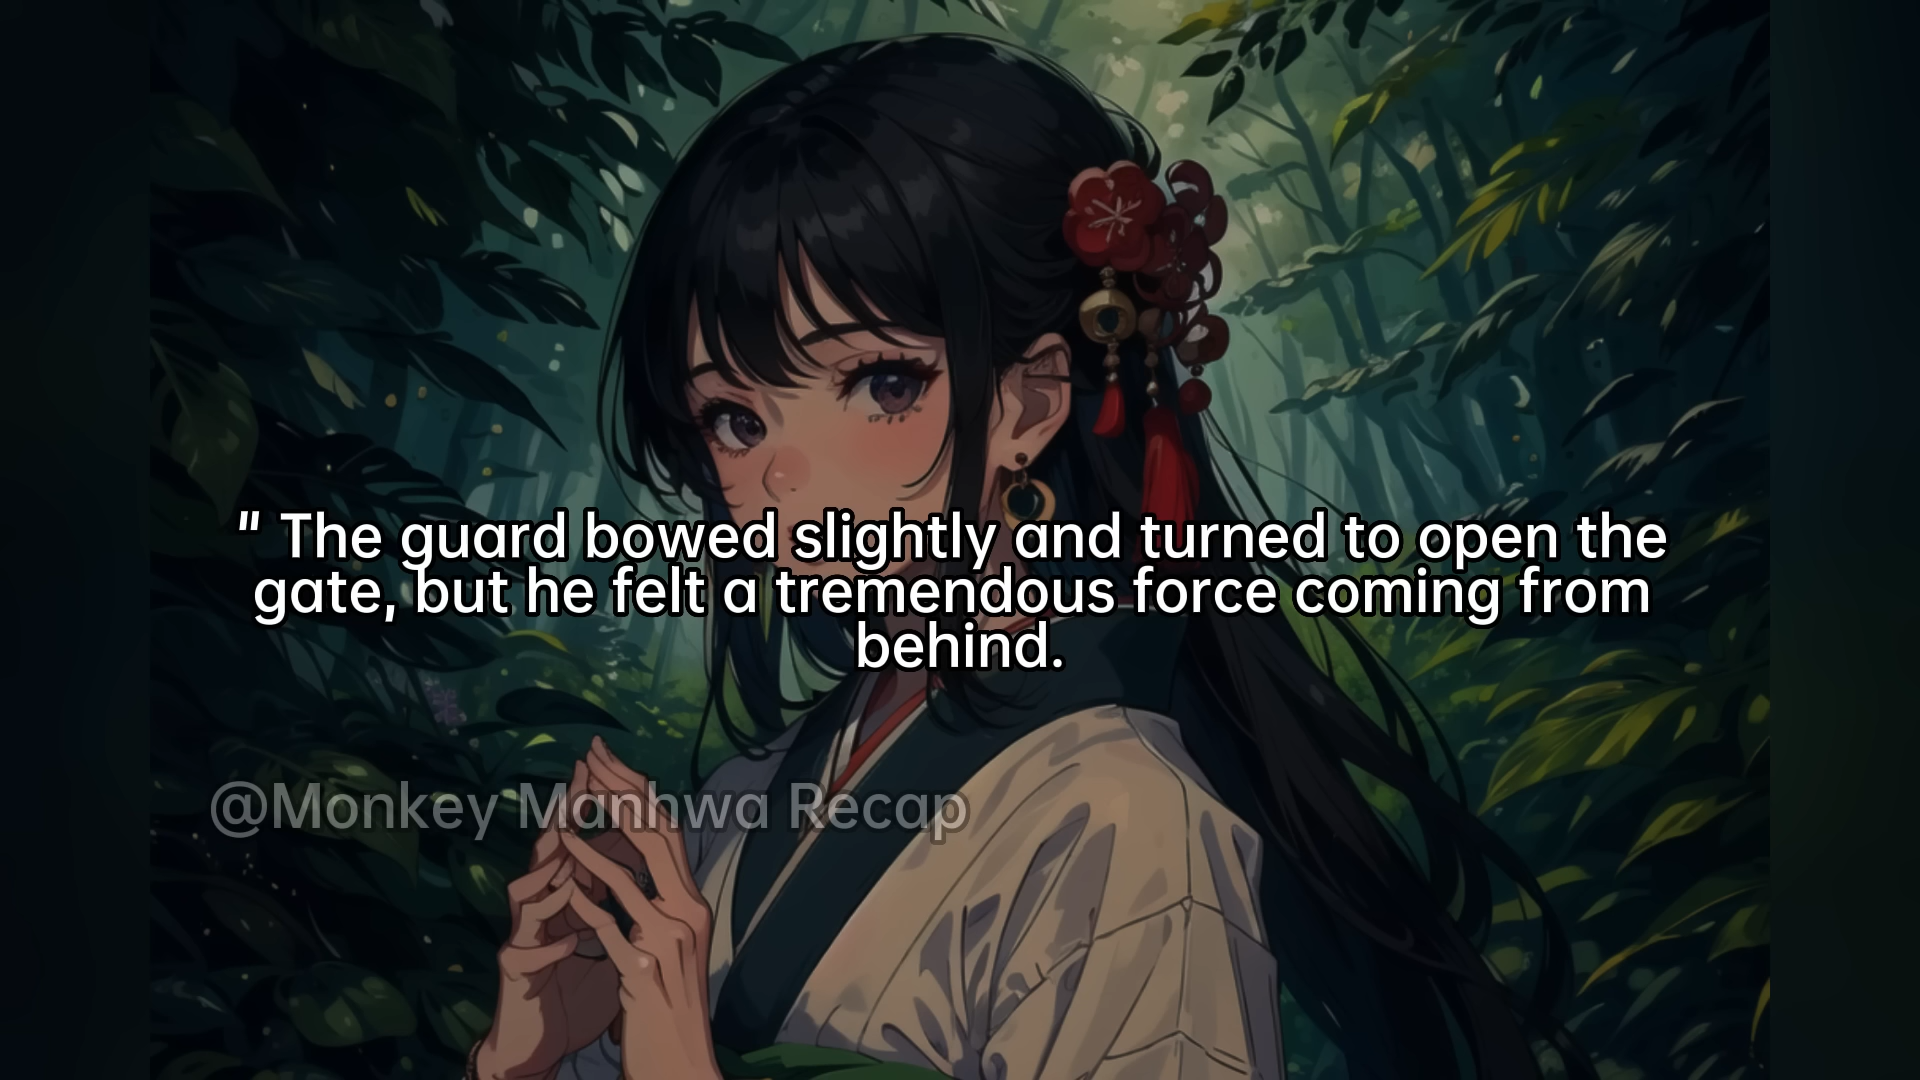 " The guard bowed slightly and turned to open the
gate, but he felt a tremendous force coming from
behind.
@Monkey Manhwa Recap